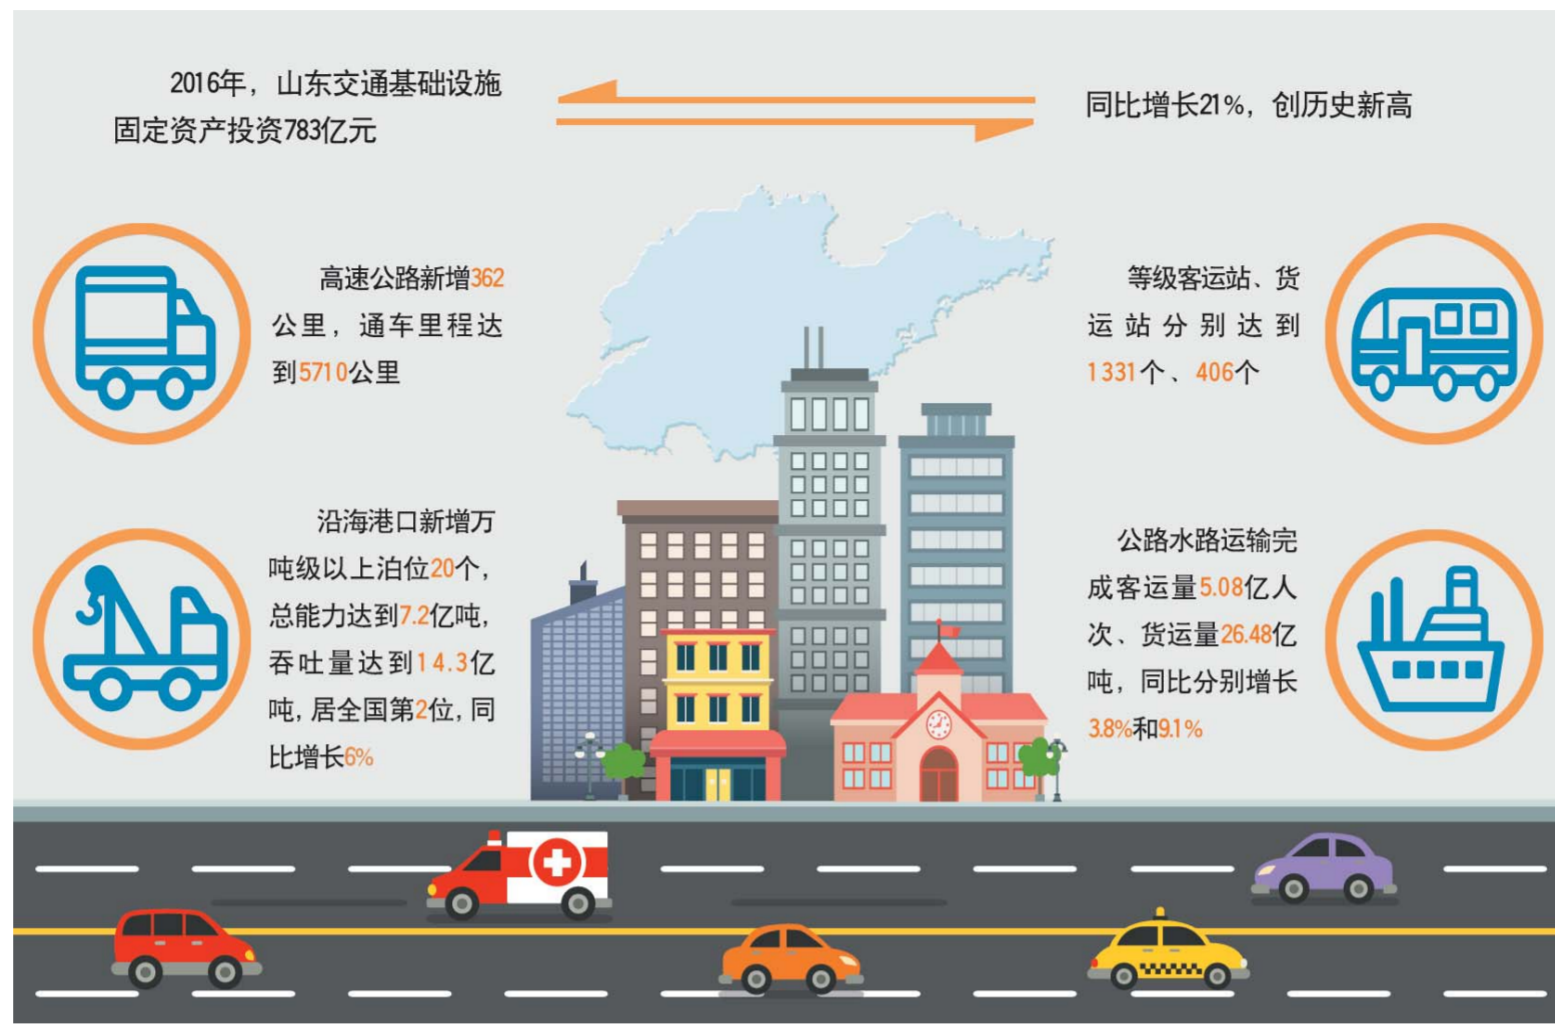 2016年，山东交通基础设施
固定资产投资783亿元
同比增长21%，创历史新高
高速公路新增362
公里，通车里程达
到5710公里
等级客运站、货
运站分别达到
1331个、406个
沿海港口新增万
吨级以上泊位20个，
总能力达到7.2亿吨，
吞吐量达到14.3亿
吨，居全国第2位，同
比增长6%
公路水路运输完
成客运量5.08亿人
次、货运量26.48亿
吨，同比分别增长
3.8%和9.1%